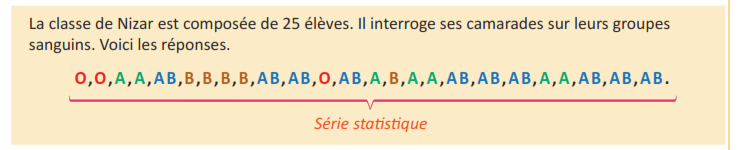 La classe de Nizar est composée de 25 élèves. Il interroge ses camarades sur leurs groupes
sanguins. Voici les réponses.
O,O,A,A,AB,B,B,B,B,AB,AB,O,AB,A,B,A,A,AB,AB,AB,A,A,AB,AB,AB.
Série statistique